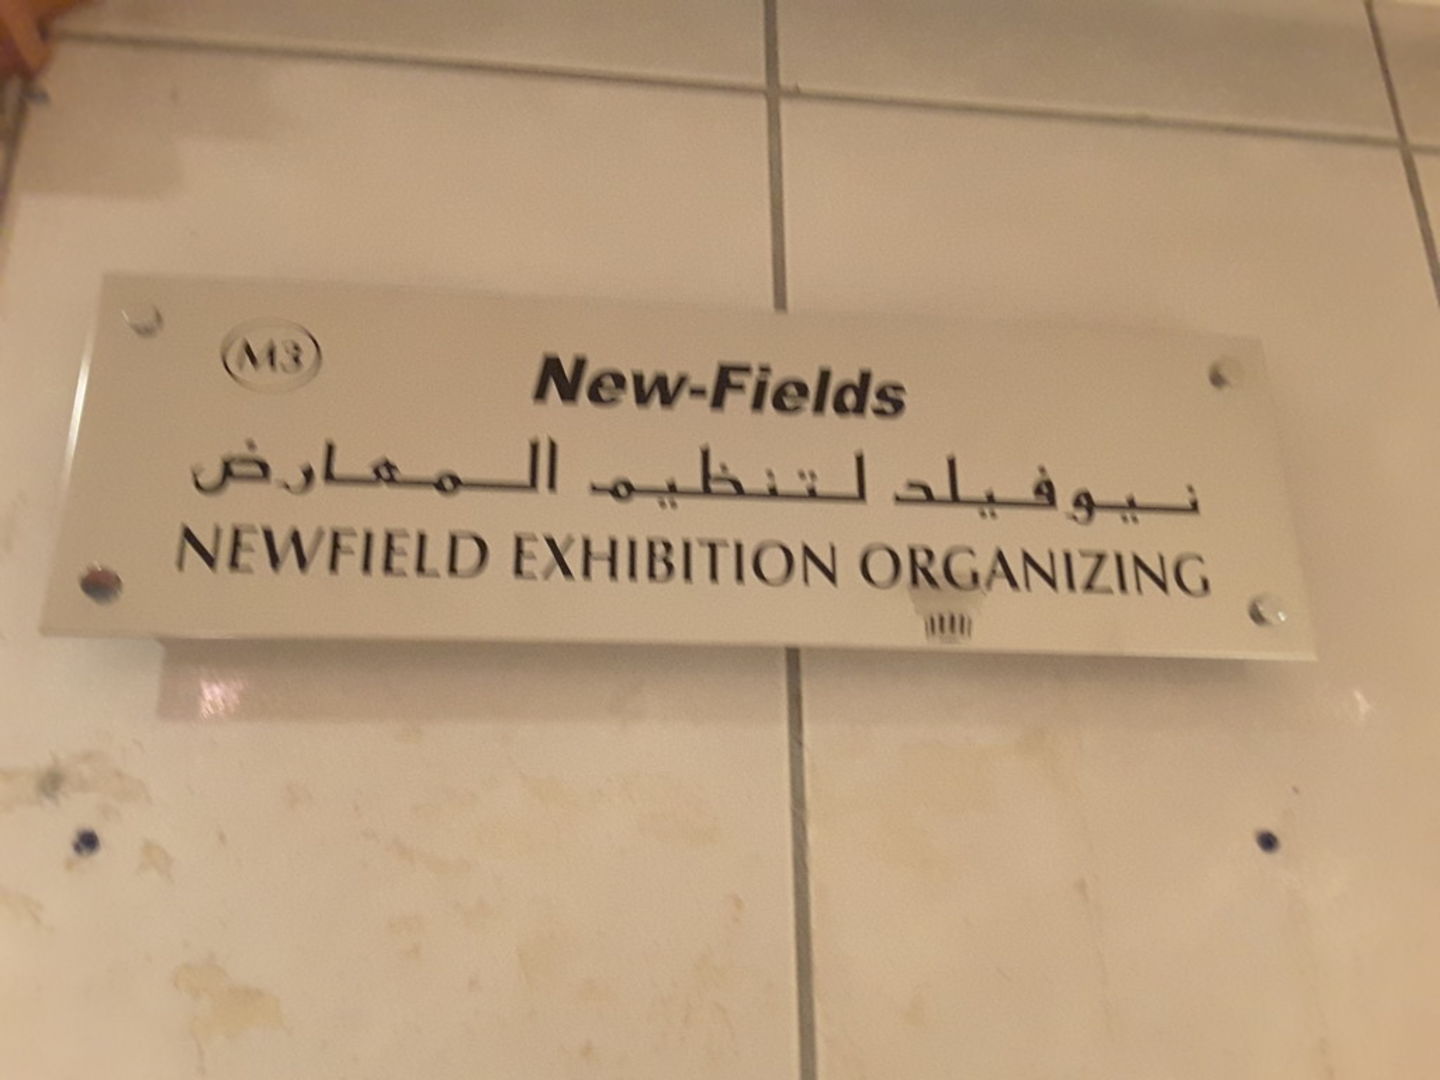 M3
New-Fields
نيوفيلد لتنظيم المعارض
NEWFIELD EXHIBITION ORGANIZING